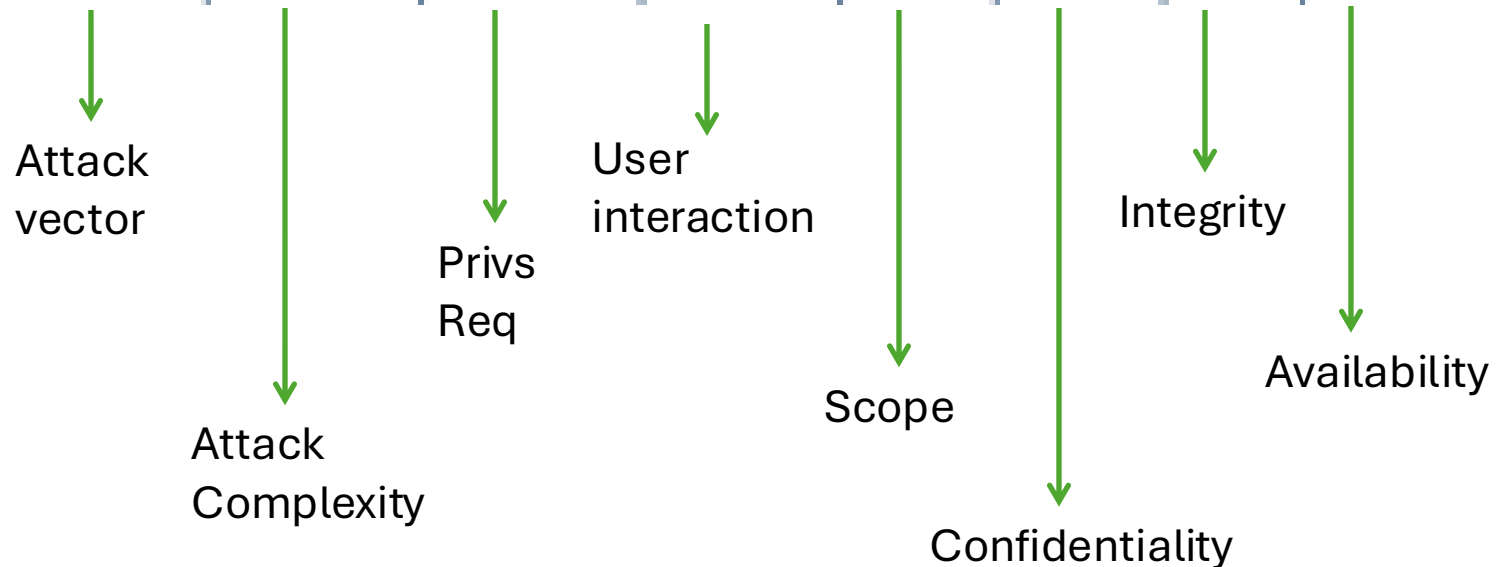 Attack
vector
Attack
Complexity
Privs
Req
User
interaction
Scope
Confidentiality
Integrity
Availability